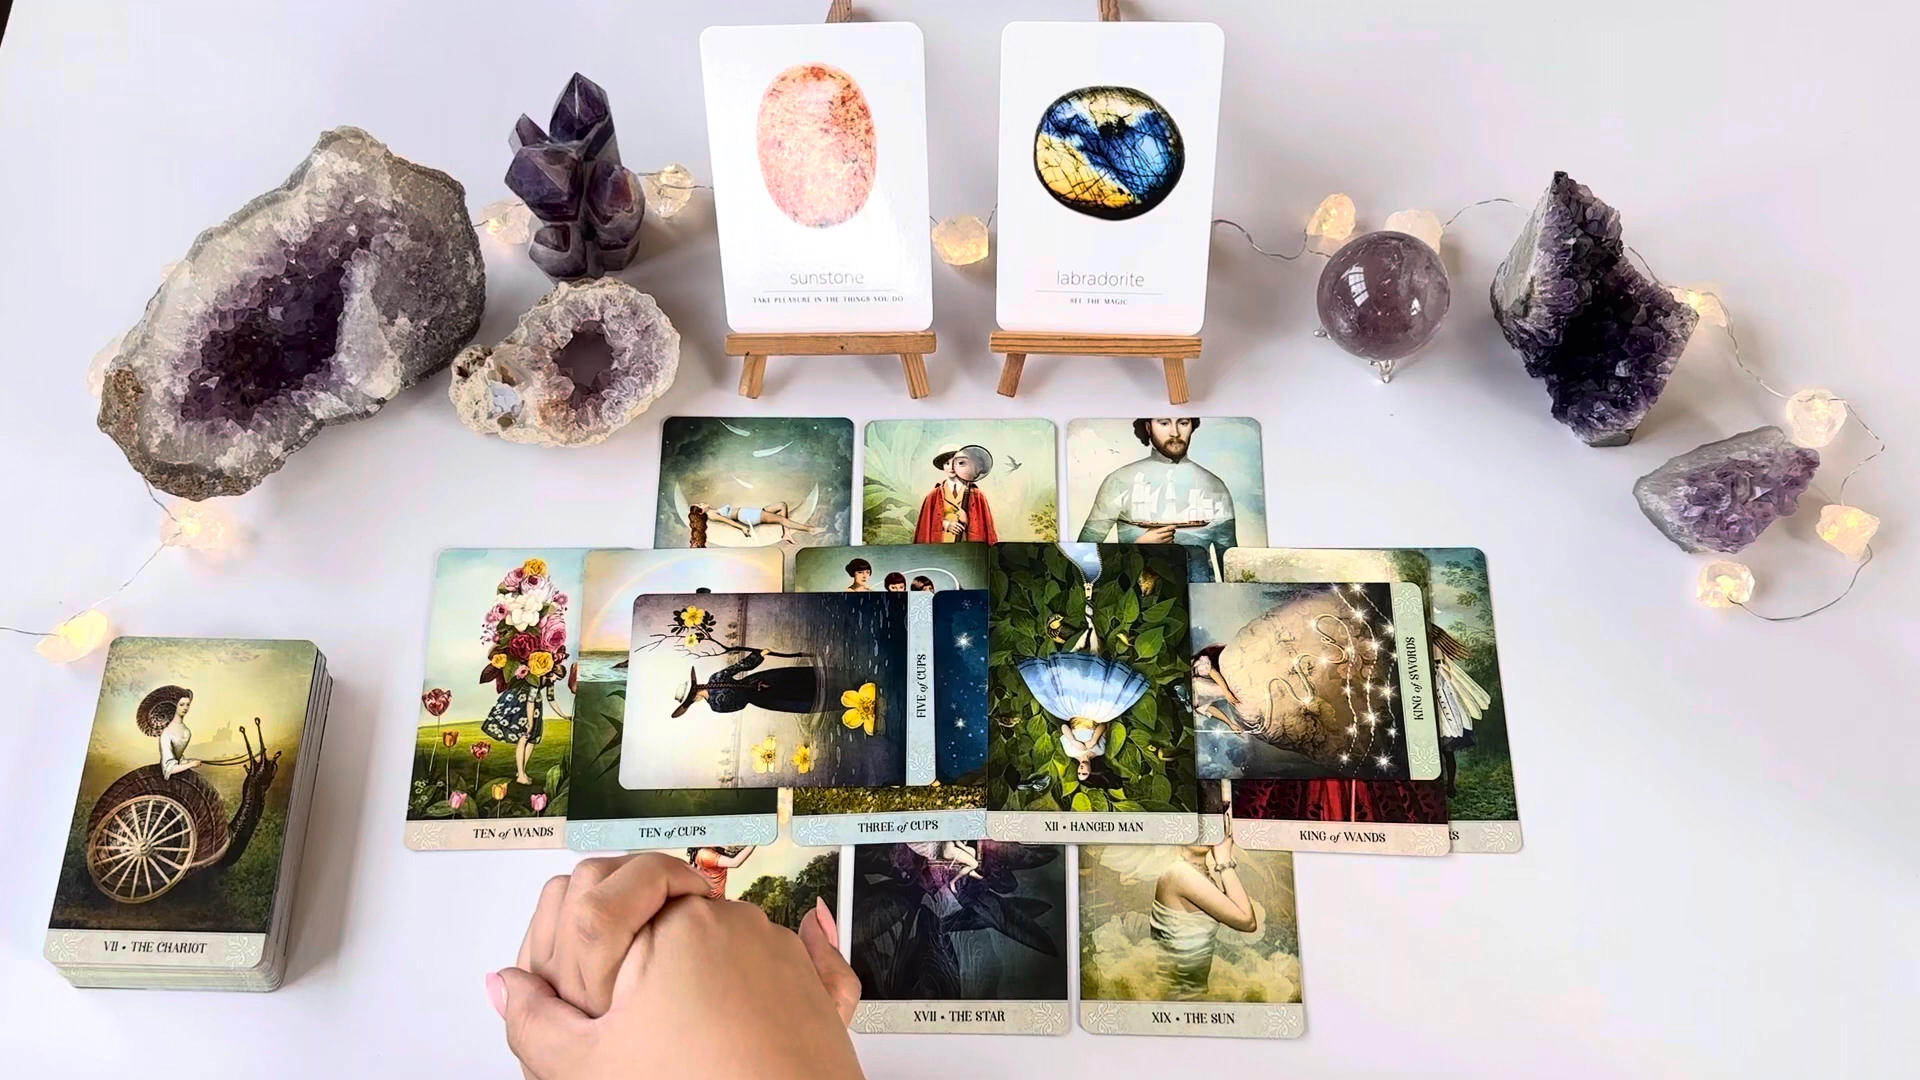 sunstone
TAKE PLEASURE IN THE THINGS YOU DO
labradorite
SEE THE MAGIC
FIVE of CUPS
KING of SWORDS
TEN of WANDS
TEN of CUPS
THREE of CUPS
XII • HANGED MAN
KING of WANDS
RS
VII • THE CHARIOT
XVII • THE STAR
XIX • THE SUN